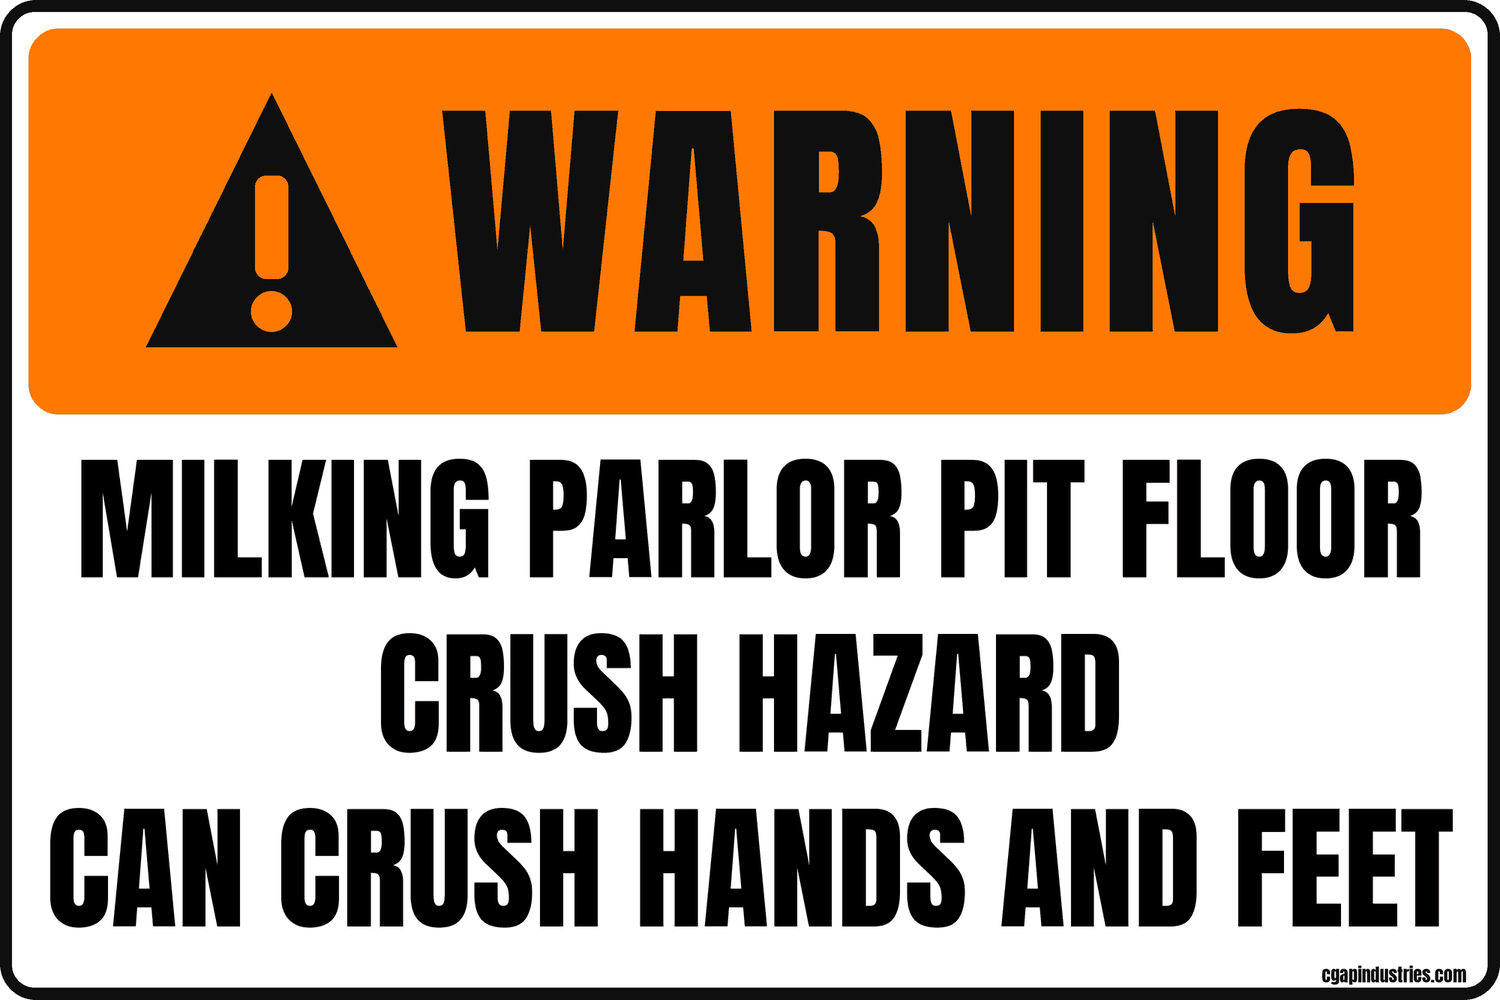 WARNING
MILKING PARLOR PIT FLOOR
CRUSH HAZARD
CAN CRUSH HANDS AND FEET
cgapindustries.com